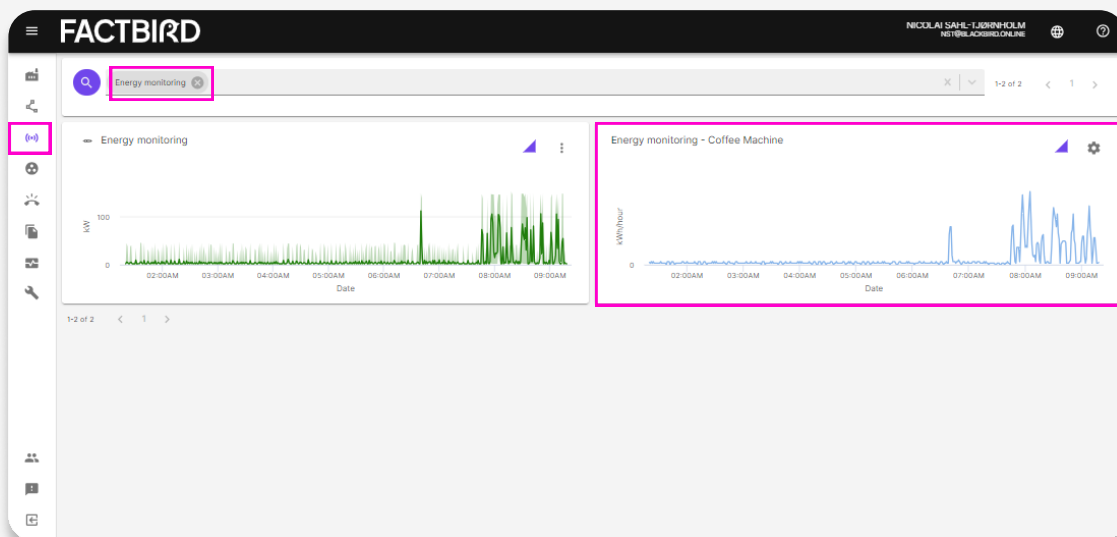 FACTBIRD
NICOLAI SAHL-TJØRNHOLM
NST@BLACKBIRD.ONLINE
Energy monitoring
1-2 of 2
1
Energy monitoring
kW
100
0
02:00AM 03:00AM 04:00AM 05:00AM 06:00AM 07:00AM 08:00AM 09:00AM
Date
Energy monitoring - Coffee Machine
kWh/hour
0
02:00AM 03:00AM 04:00AM 05:00AM 06:00AM 07:00AM 08:00AM 09:00AM
Date
1-2 of 2
1